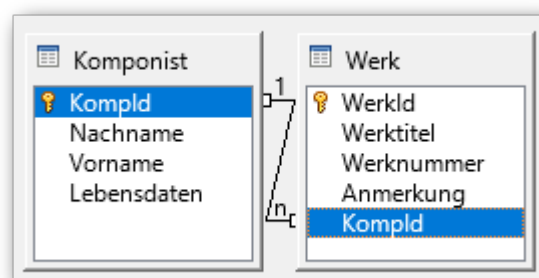 Komponist
KompId
Nachname
Vorname
Lebensdaten
1
n
Werk
WerkId
Werktitel
Werknummer
Anmerkung
KompId